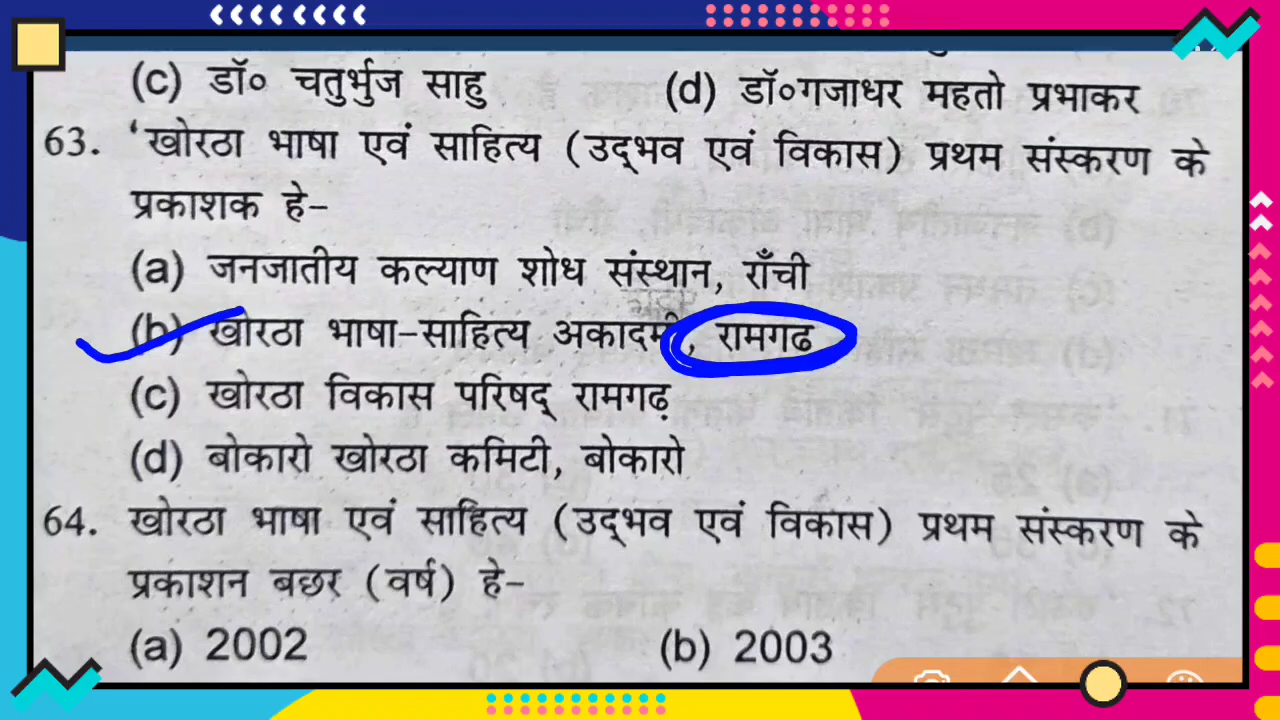 (c) डॉ० चतुर्भुज साहु (d) डॉ०गजाधर महतो प्रभाकर
63. 'खोरठा भाषा एवं साहित्य (उद्भव एवं विकास) प्रथम संस्करण के
प्रकाशक हे-
(a) जनजातीय कल्याण शोध संस्थान, राँची
(b) खोरठा भाषा-साहित्य अकादमी, रामगढ
(c) खोरठा विकास परिषद् रामगढ़
(d) बोकारो खोरठा कमिटी, बोकारो
64. खोरठा भाषा एवं साहित्य (उद्भव एवं विकास) प्रथम संस्करण के
प्रकाशन बछर (वर्ष) हे-
(a) 2002 (b) 2003